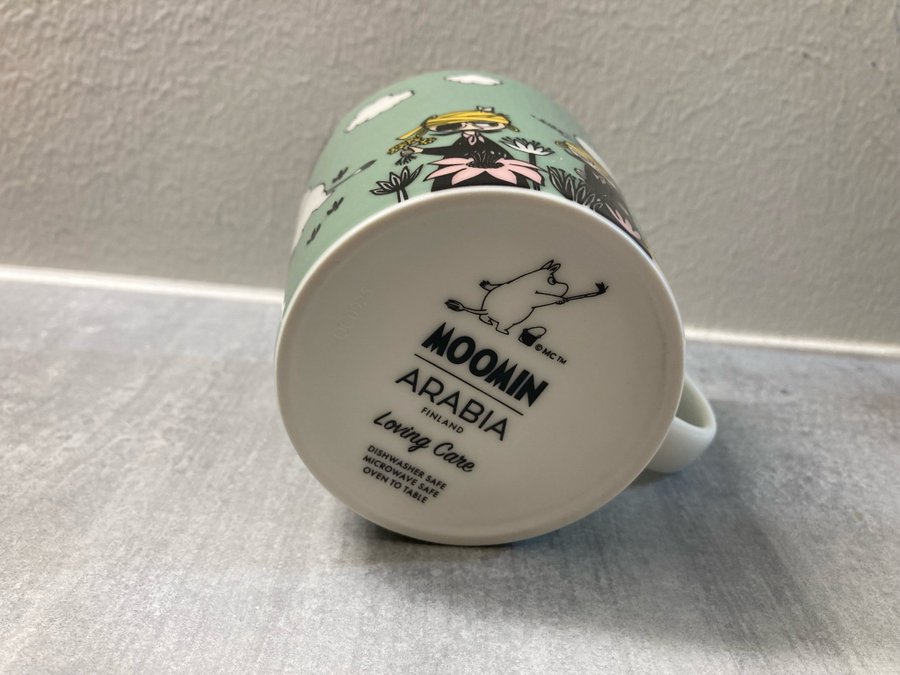 ©MC™
MOOMIN
ARABIA
FINLAND
Loving Care
DISHWASHER SAFE
MICROWAVE SAFE
OVEN TO TABLE